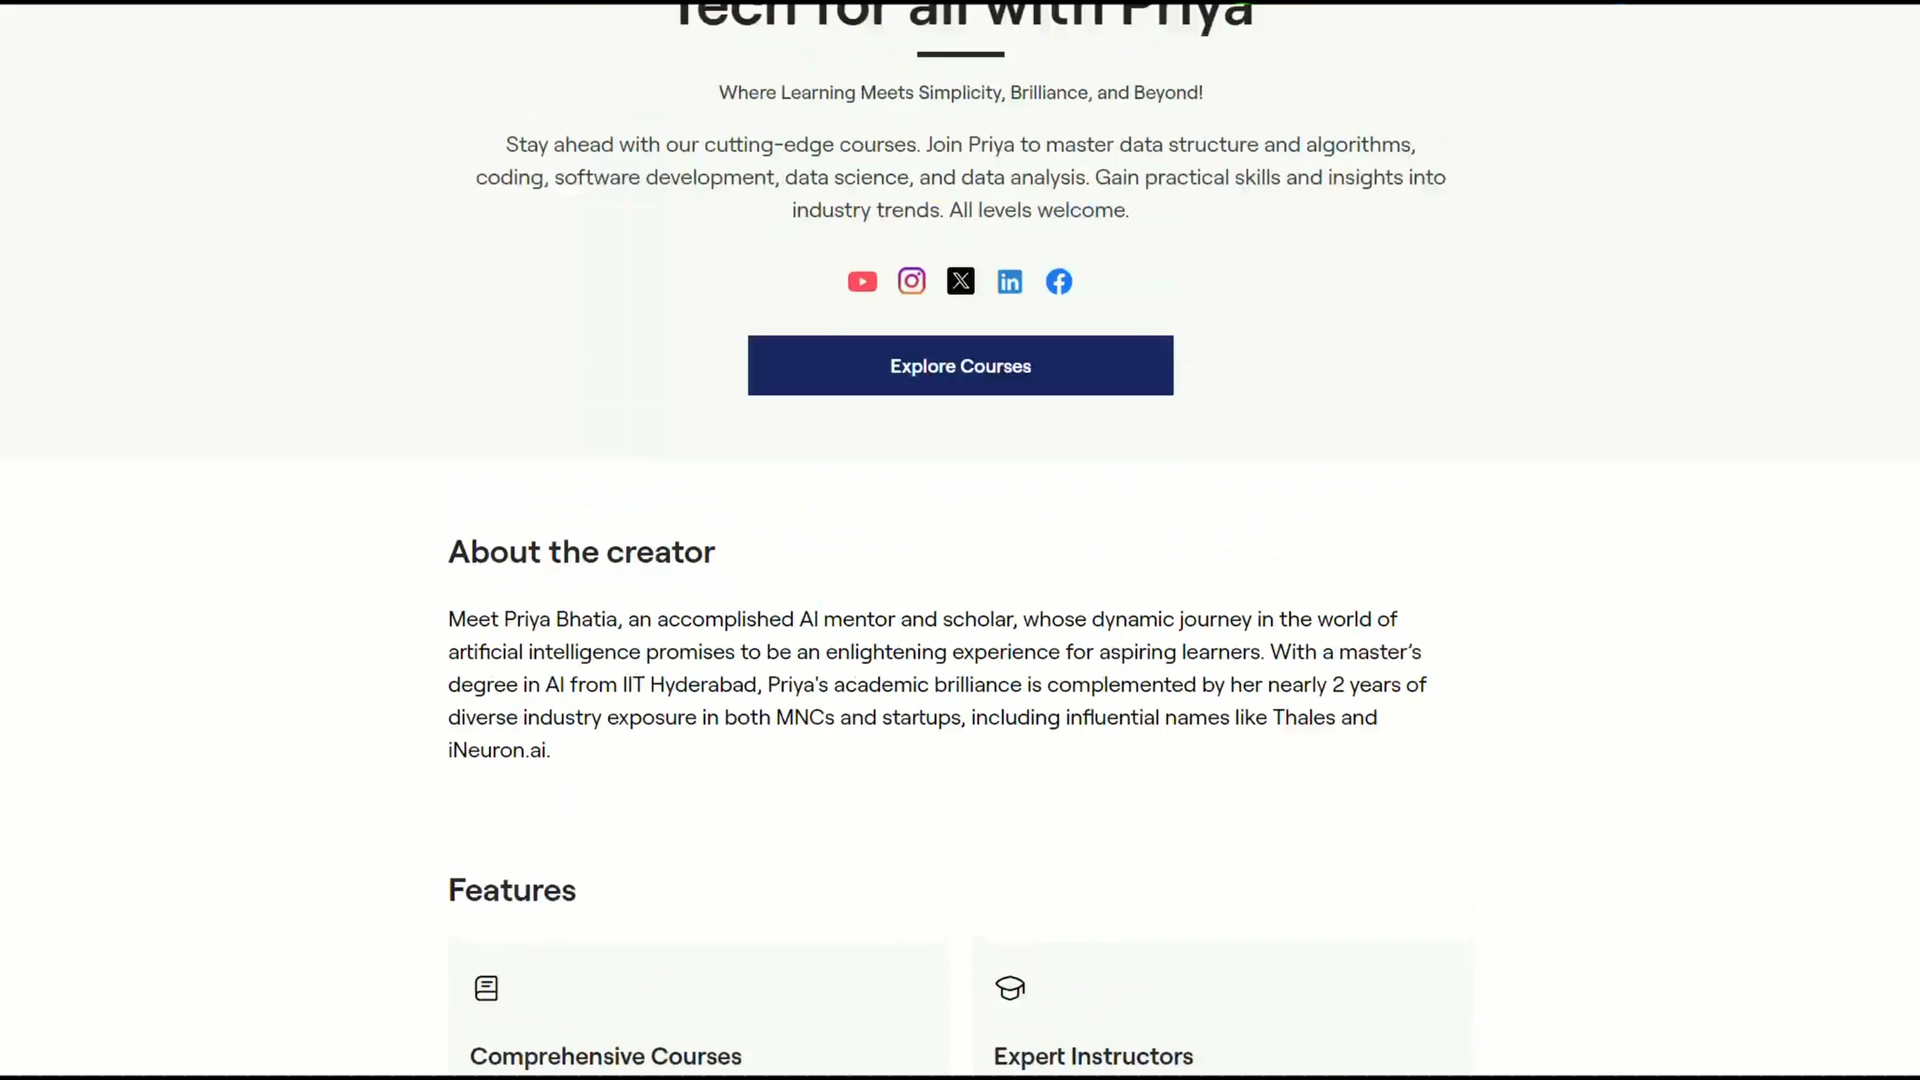 Tech for all with Priya
Where Learning Meets Simplicity, Brilliance, and Beyond!
Stay ahead with our cutting-edge courses. Join Priya to master data structure and algorithms,
coding, software development, data science, and data analysis. Gain practical skills and insights into
industry trends. All levels welcome.
Explore Courses
About the creator
Meet Priya Bhatia, an accomplished AI mentor and scholar, whose dynamic journey in the world of
artificial intelligence promises to be an enlightening experience for aspiring learners. With a master’s
degree in AI from IIT Hyderabad, Priya's academic brilliance is complemented by her nearly 2 years of
diverse industry exposure in both MNCs and startups, including influential names like Thales and
iNeuron.ai.
Features
Comprehensive Courses
Expert Instructors